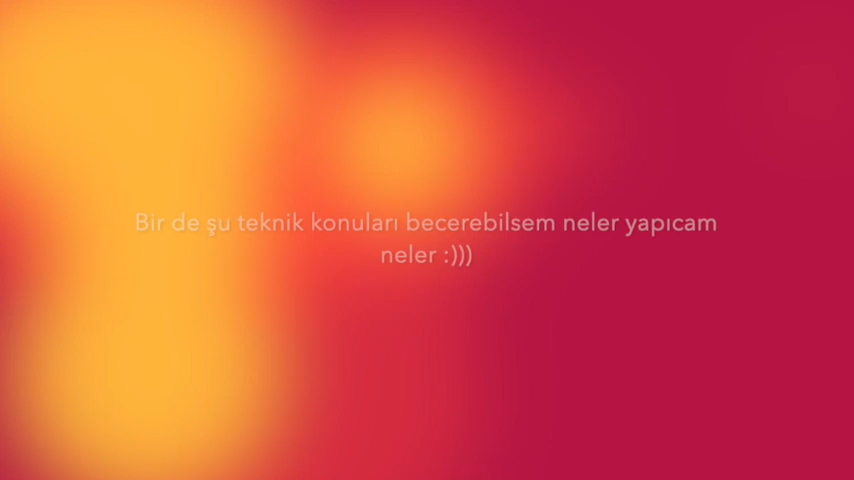 Bir de şu teknik konuları becerebilsem neler yapıcam
neler :)))